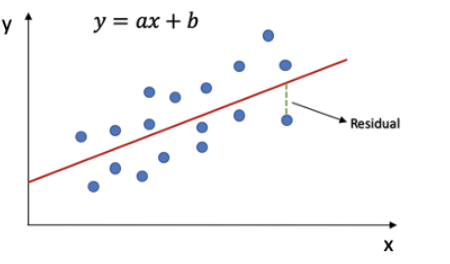 y
y = ax + b
Residual
x